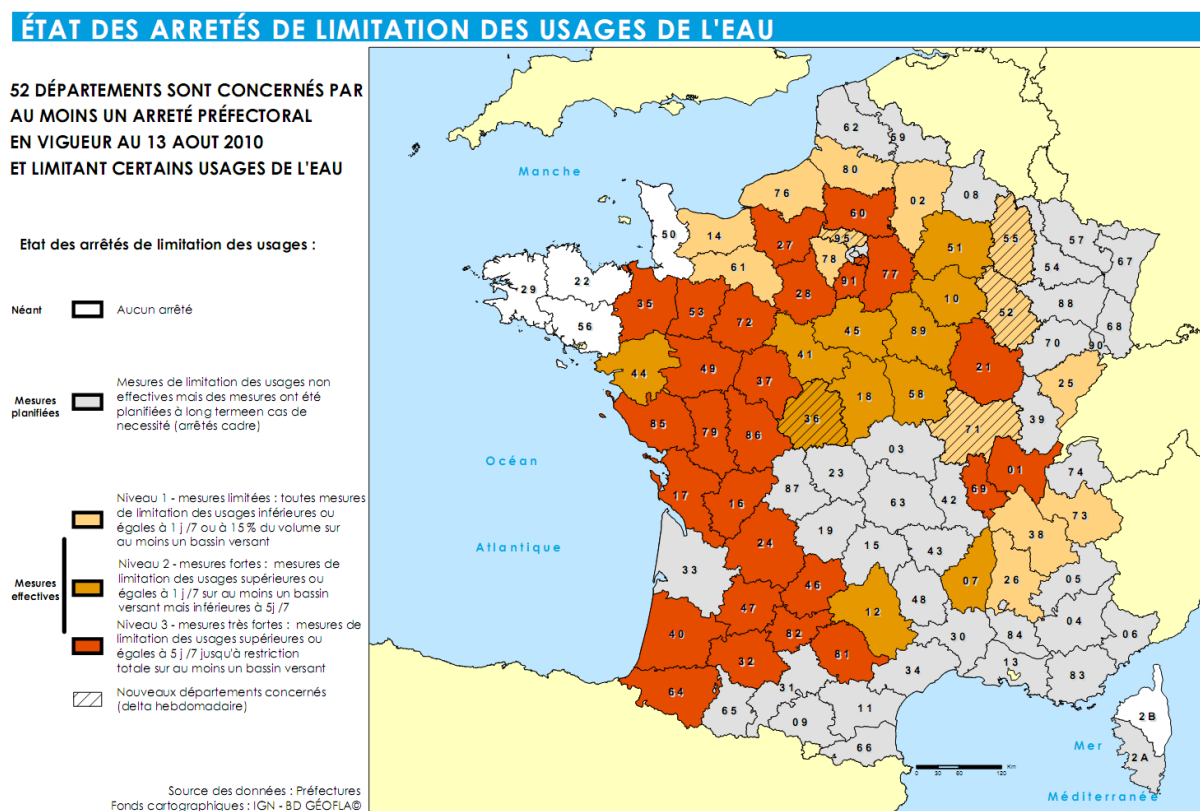 ÉTAT DES ARRETÉS DE LIMITATION DES USAGES DE L'EAU
52 DÉPARTEMENTS SONT CONCERNÉS PAR
AU MOINS UN ARRETÉ PRÉFECTORAL
EN VIGUEUR AU 13 AOUT 2010
ET LIMITANT CERTAINS USAGES DE L'EAU
Etat des arrêtés de limitation des usages :
Néant
Aucun arrêté
Mesures
planifiées
Mesures de limitation des usages non
effectives mais des mesures ont été
planifiées à long termeen cas de
necessité (arrêtés cadre)
Mesures
effectives
Niveau 1 - mesures limitées : toutes mesures
de limitation des usages inférieures ou
égales à 1 j /7 ou à 15 % du volume sur
au moins un bassin versant
Niveau 2 - mesures fortes : mesures de
limitation des usages supérieures ou
égales à 1 j /7 sur au moins un bassin
versant mais inférieures à 5j /7
Niveau 3 - mesures très fortes : mesures de
limitation des usages supérieures ou
égales à 5 j /7 jusqu'à restriction
totale sur au moins un bassin versant
Nouveaux départements concernés
(delta hebdomadaire)
Source des données : Préfectures
Fonds cartographiques : IGN - BD GÉOFLA©
Manche
Océan
Atlantique
Mer
Méditerranée
62
59
80
76
02
08
60
50
14
27
95
51
55
57
67
61
78
77
54
29
22
28
91
10
52
88
68
56
35
53
72
45
89
70
90
44
49
37
41
21
25
18
58
36
71
39
85
79
86
03
01
74
87
23
42
69
17
16
63
73
19
38
24
15
43
33
07
26
05
46
12
48
47
04
06
40
82
30
84
32
81
34
13
83
64
31
65
11
09
66
2B
2A
0 30 60 120
Km